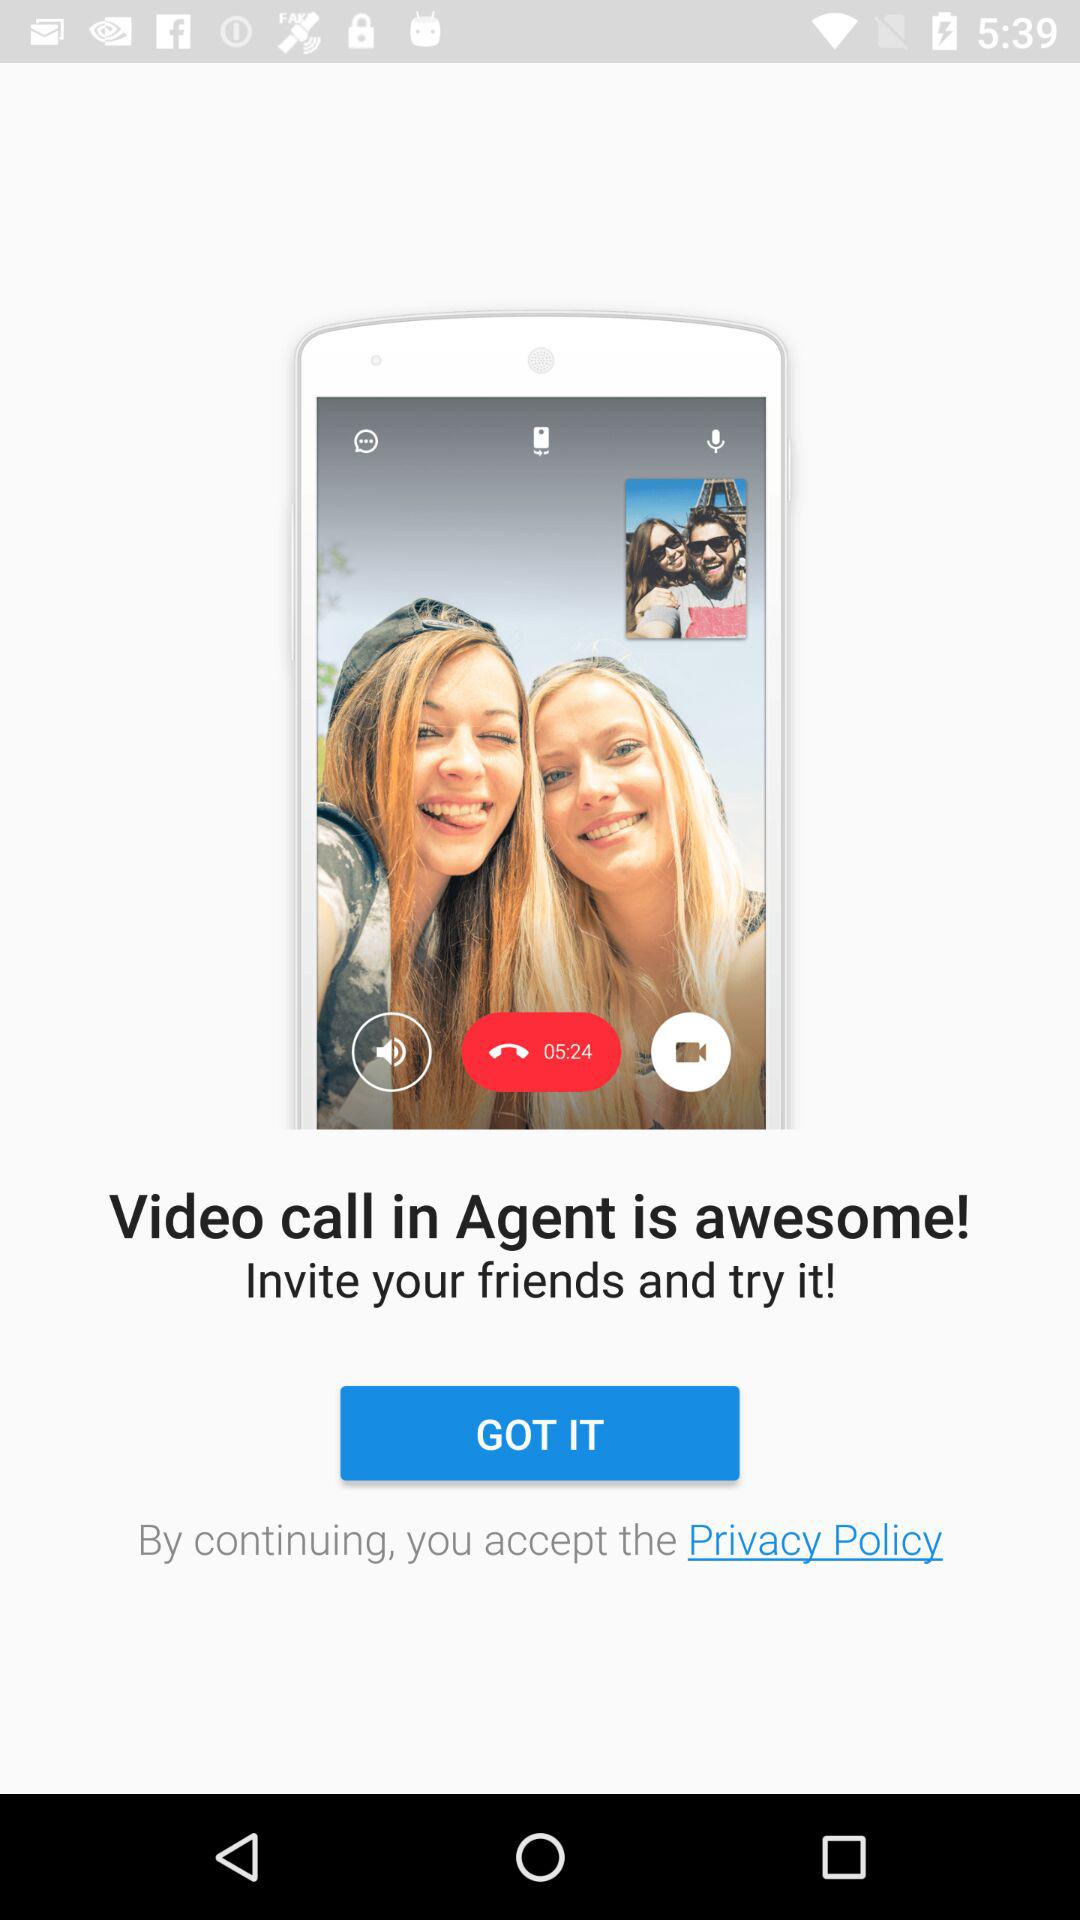 FAKE
5:39
05:24
Video call in Agent is awesome!
Invite your friends and try it!
GOT IT
By continuing, you accept the Privacy Policy